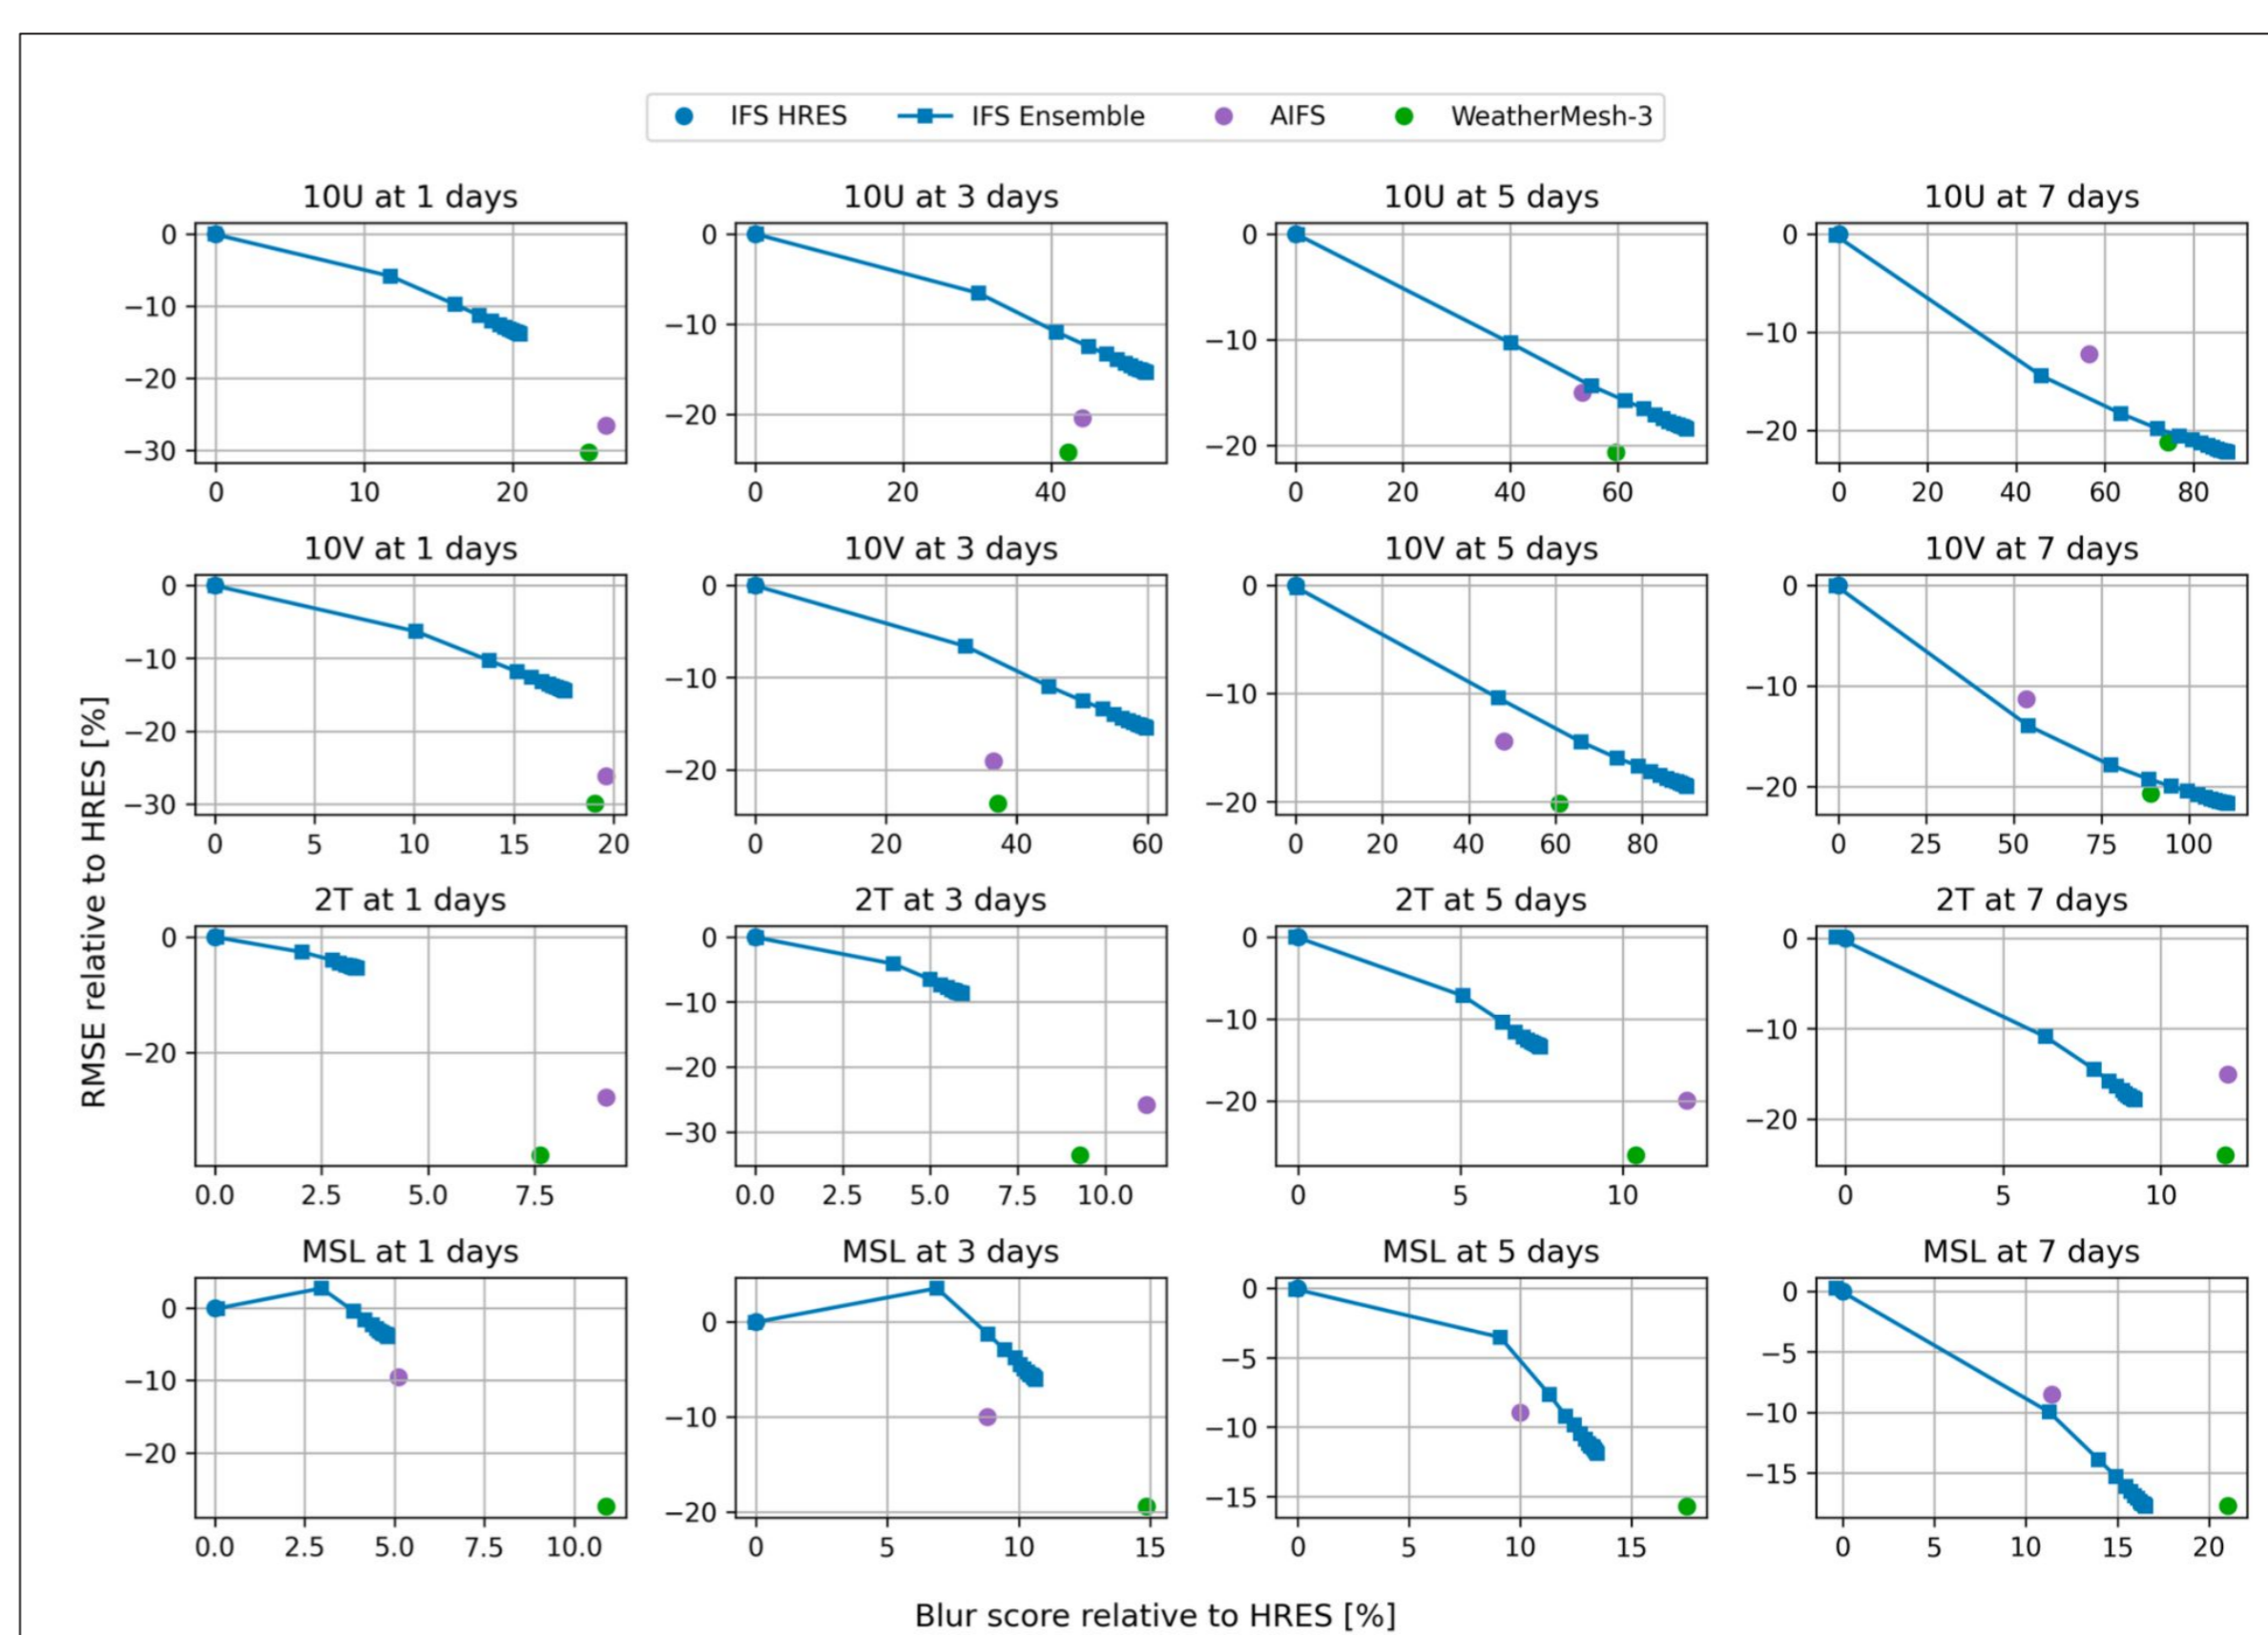 IFS HRES IFS Ensemble AIFS WeatherMesh-3
10U at 1 days 10U at 3 days 10U at 5 days 10U at 7 days
0 0 0 0
−10 −10 −10 −10
−20 −20 −20 −20
−30
0 10 20 0 20 40 0 20 40 60 0 20 40 60 80
10V at 1 days 10V at 3 days 10V at 5 days 10V at 7 days
0 0 0 0
−10 −10 −10 −10
−20 −20 −20 −20
−30
0 5 10 15 20 0 20 40 60 0 20 40 60 80 0 25 50 75 100
RMSE relative to HRES [%]
2T at 1 days 2T at 3 days 2T at 5 days 2T at 7 days
0 0 0 0
−20 −10 −10 −10
−20 −20 −20
−30
0.0 2.5 5.0 7.5 0.0 2.5 5.0 7.5 10.0 0 5 10 0 5 10
MSL at 1 days MSL at 3 days MSL at 5 days MSL at 7 days
0 0 0 0
−10 −10 −5 −5
−20 −20 −10 −10
−15 −15
0.0 2.5 5.0 7.5 10.0 0 5 10 15 0 5 10 15 0 5 10 15 20
Blur score relative to HRES [%]